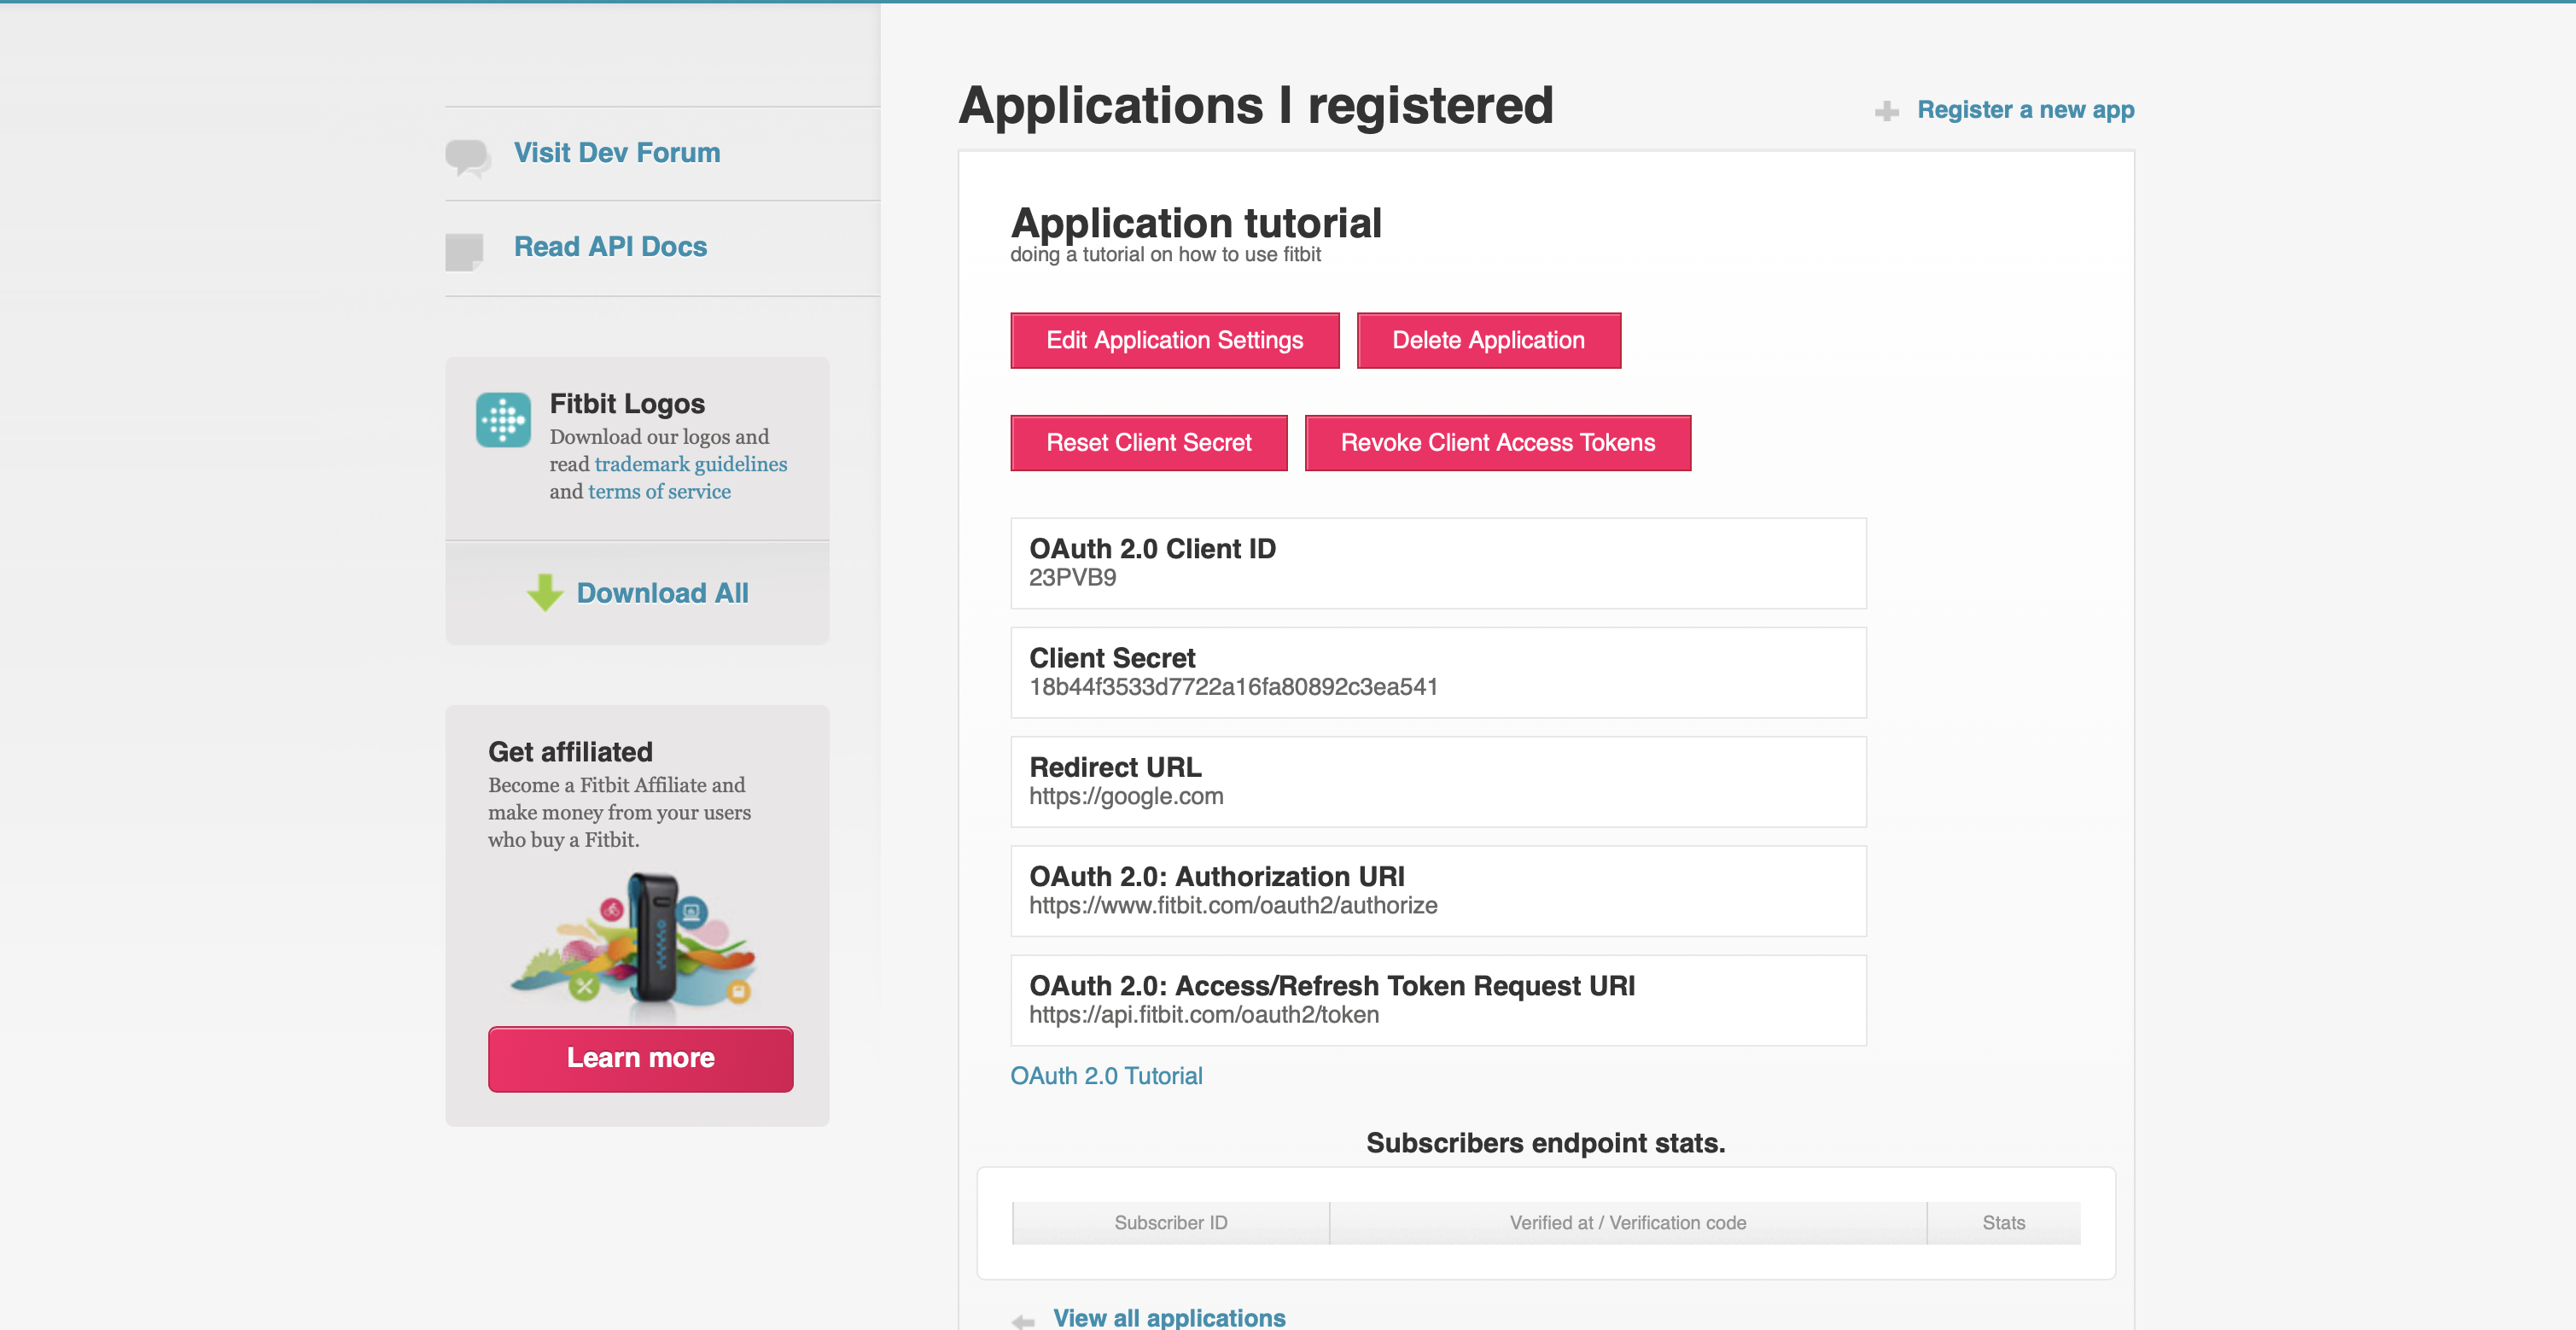 Visit Dev Forum
Read API Docs
Fitbit Logos
Download our logos and
read trademark guidelines
and terms of service
Download All
Get affiliated
Become a Fitbit Affiliate and
make money from your users
who buy a Fitbit.
Learn more
Applications I registered
Register a new app
Application tutorial
doing a tutorial on how to use fitbit
Edit Application Settings
Delete Application
Reset Client Secret
Revoke Client Access Tokens
OAuth 2.0 Client ID
23PVB9
Client Secret
18b44f3533d7722a16fa80892c3ea541
Redirect URL
https://google.com
OAuth 2.0: Authorization URI
https://www.fitbit.com/oauth2/authorize
OAuth 2.0: Access/Refresh Token Request URI
https://api.fitbit.com/oauth2/token
OAuth 2.0 Tutorial
Subscribers endpoint stats.
Subscriber ID
Verified at / Verification code
Stats
View all applications